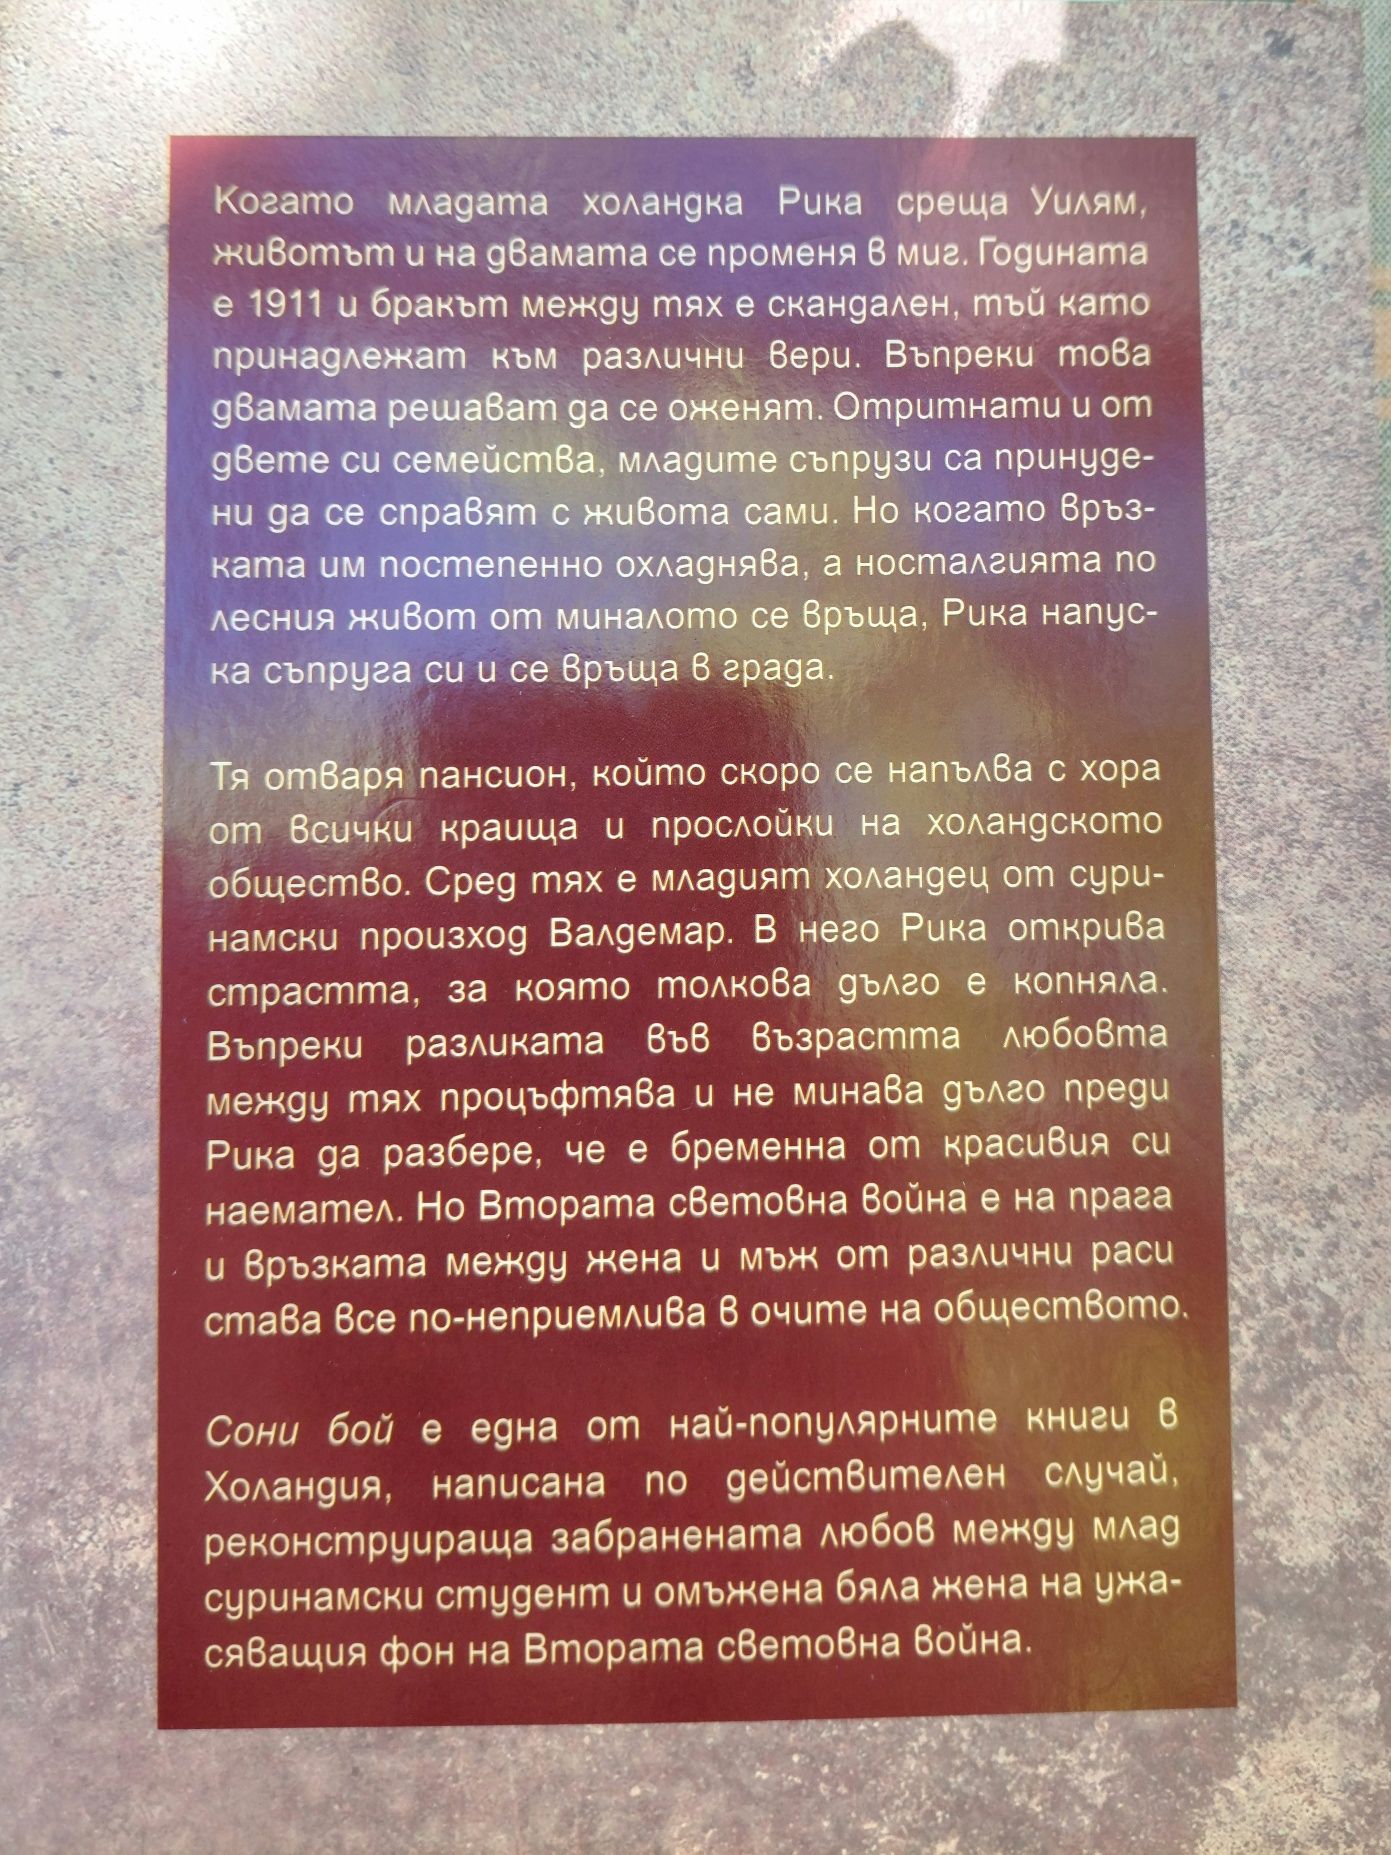 Когато младата холандка Рика среща Уилям,
животът и на двамата се променя в миг. Годината
е 1911 и бракът между тях е скандален, тъй като
принадлежат към различни вери. Въпреки това
двамата решават да се оженят. Отритнати и от
двете си семейства, младите съпрузи са принуде-
ни да се справят с живота сами. Но когато връз-
ката им постепенно охладнява, а носталгията по
лесния живот от миналото се връща, Рика напус-
ка съпруга си и се връща в града.
Тя отваря пансион, който скоро се напълва с хора
от всички краища и прослойки на холандското
общество. Сред тях е младият холандец от сури-
намски произход Валдемар. В него Рика открива
страстта, за която толкова дълго е копняла.
Въпреки разликата във възрастта любовта
между тях процъфтява и не минава дълго преди
Рика да разбере, че е бременна от красивия си
наемател. Но Втората световна война е на прага
и връзката между жена и мъж от различни раси
става все по-неприемлива в очите на обществото.
Сони бой е една от най-популярните книги в
Холандия, написана по действителен случай,
реконструираща забранената любов между млад
суринамски студент и омъжена бяла жена на ужа-
сяващия фон на Втората световна война.